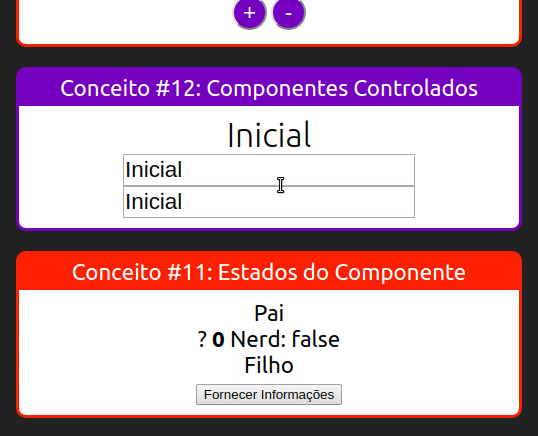 + -
Conceito #12: Componentes Controlados
Inicial
Inicial
Inicial
Conceito #11: Estados do Componente
Pai
? 0 Nerd: false
Filho
Fornecer Informações